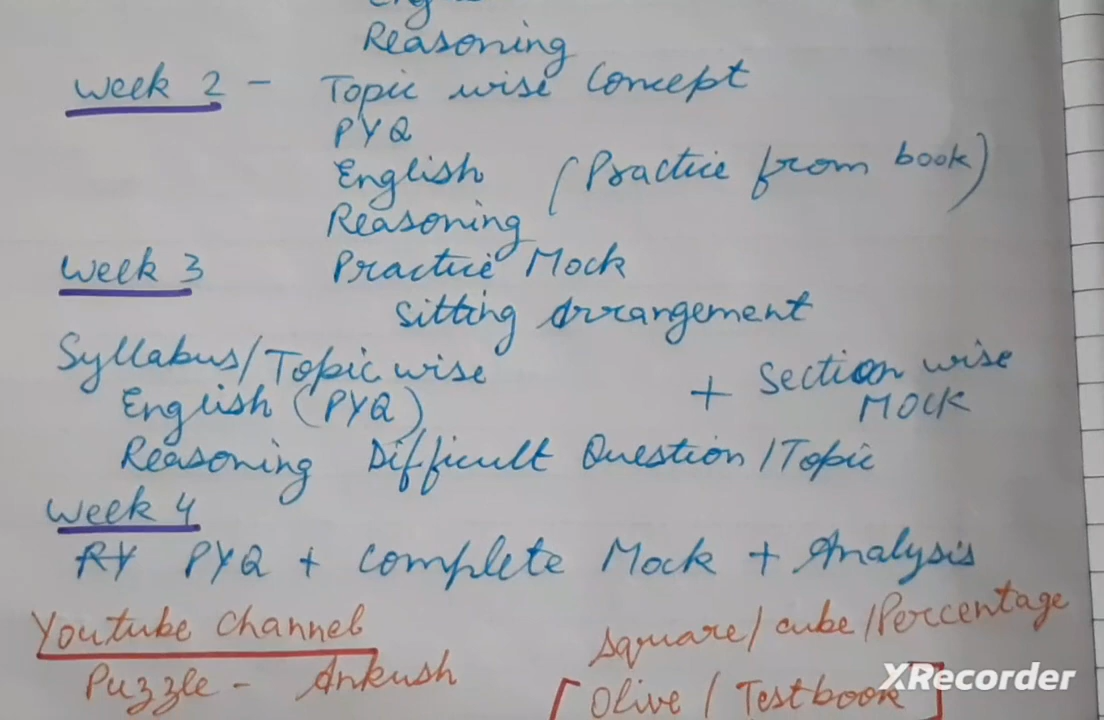 Eng
Reasoning
Week 2 - Topic wise Concept
PYQ
English (Practice from book)
Reasoning
Week 3 Practice Mock
Sitting Arrangement
Syllabus/Topic wise + Section wise
English (PYQ) MOCK
Reasoning Difficult Question/Topic
Week 4
PYQ + Complete Mock + Analysis
Youtube Channel Square/cube/Percentage
Puzzle - Ankush [Olive / Testbook]
XRecorder